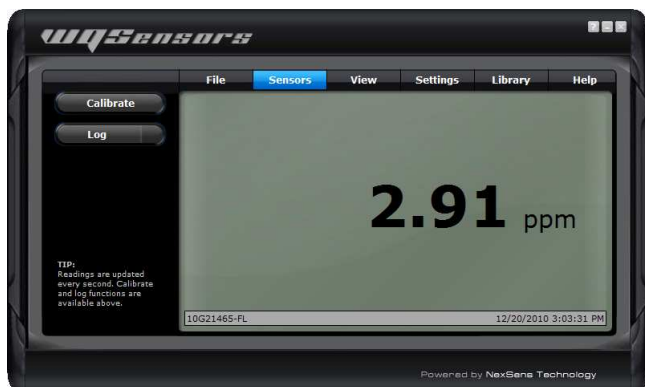 WQSensors
? - ×
File Sensors View Settings Library Help
Calibrate
Log
2.91 ppm
TIP:
Readings are updated
every second. Calibrate
and log functions are
available above.
10G21465-FL 12/20/2010 3:03:31 PM
Powered by NexSens Technology